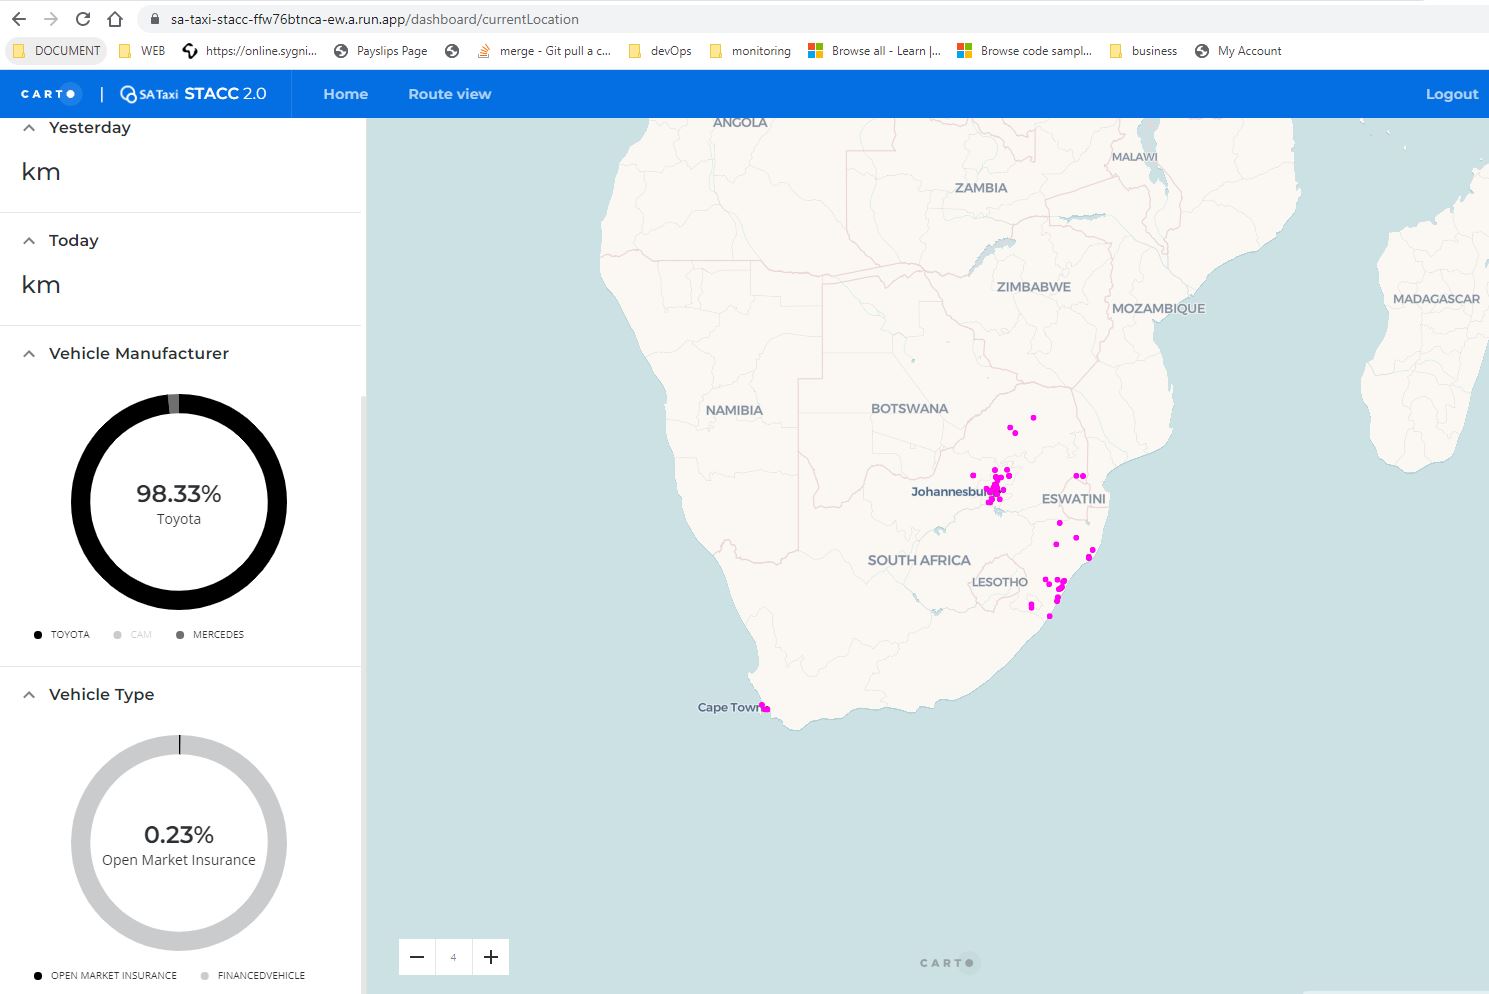 sa-taxi-stacc-ffw76btnca-ew.a.run.app/dashboard/currentLocation
DOCUMENT WEB https://online.sygni... Payslips Page merge - Git pull a c... devOps monitoring Browse all - Learn |... Browse code sampl... business My Account
CARTO | SA Taxi STACC 2.0 Home Route view Logout
Yesterday
km
Today
km
Vehicle Manufacturer
98.33%
Toyota
TOYOTA CAM MERCEDES
Vehicle Type
0.23%
Open Market Insurance
OPEN MARKET INSURANCE FINANCEDVEHICLE
ANGOLA
MALAWI
ZAMBIA
ZIMBABWE
MADAGASCAR
MOZAMBIQUE
NAMIBIA
BOTSWANA
Johannesbu
ESWATINI
SOUTH AFRICA
LESOTHO
Cape Town
4
CARTO